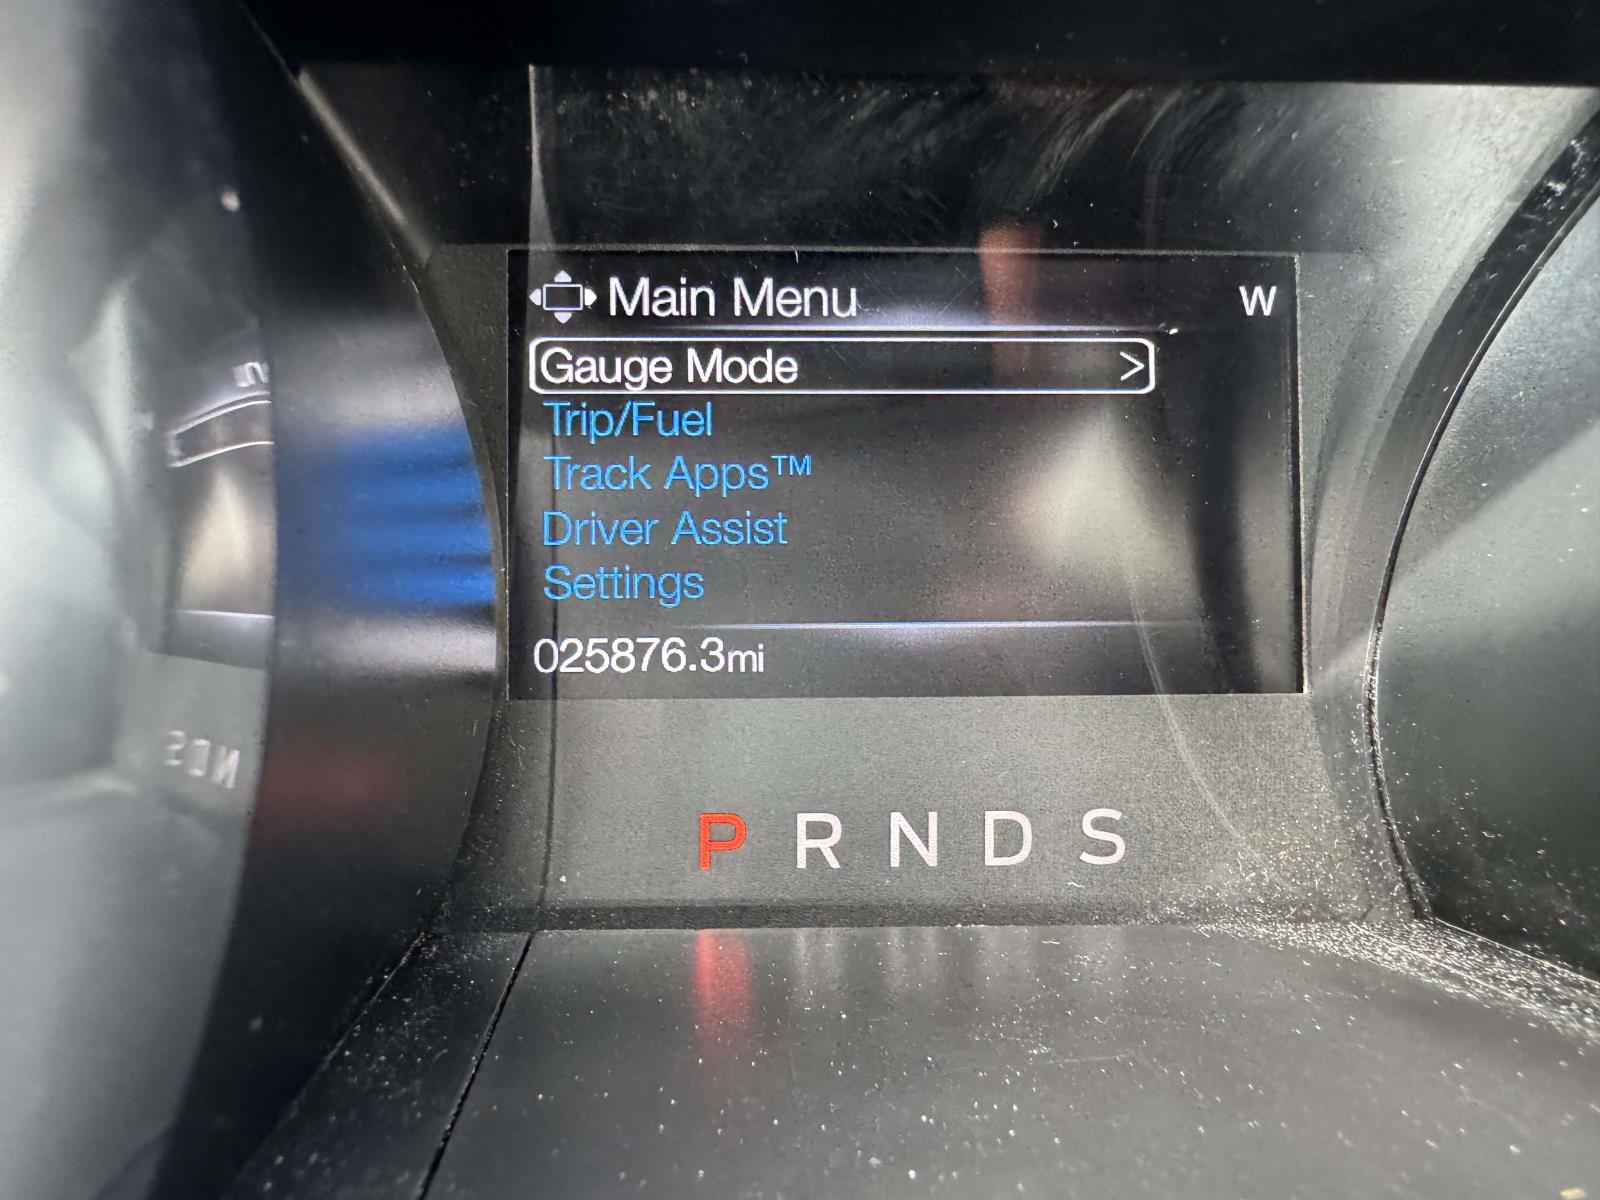 Main Menu W
Gauge Mode >
Trip/Fuel
Track Apps™
Driver Assist
Settings
025876.3mi
P R N D S